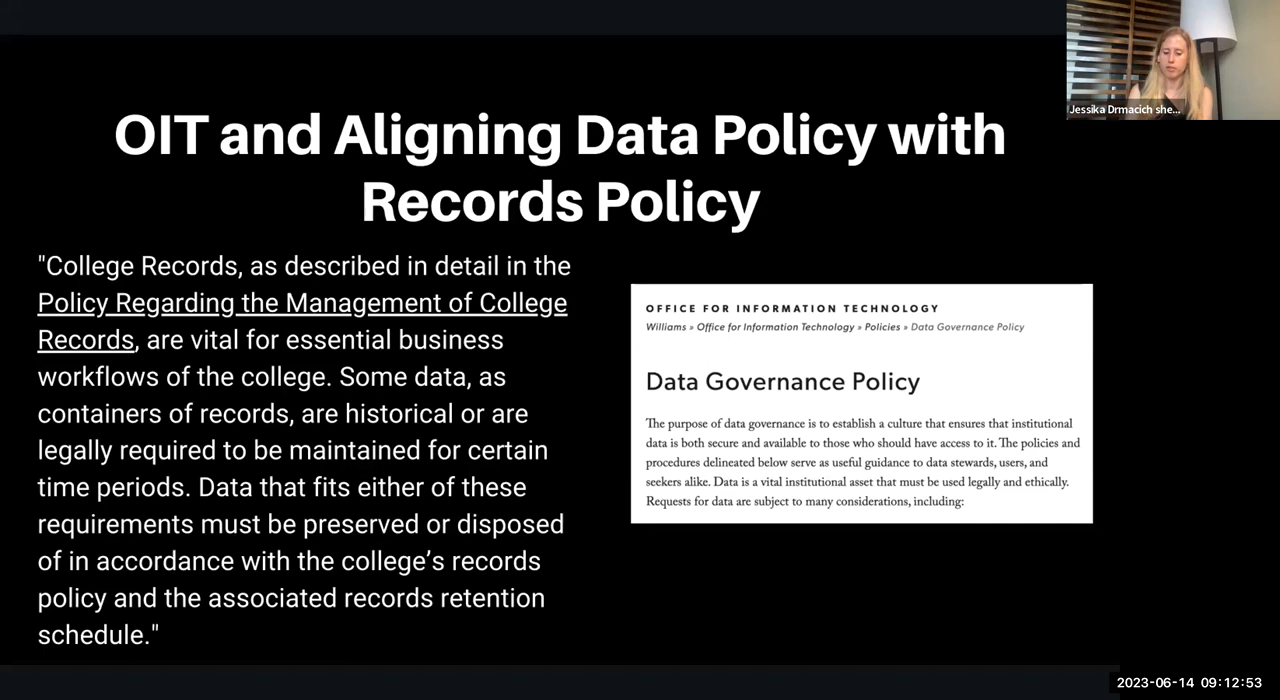 Jessika Drmacich she...
OIT and Aligning Data Policy with
Records Policy
"College Records, as described in detail in the
Policy Regarding the Management of College
Records, are vital for essential business
workflows of the college. Some data, as
containers of records, are historical or are
legally required to be maintained for certain
time periods. Data that fits either of these
requirements must be preserved or disposed
of in accordance with the college’s records
policy and the associated records retention
schedule."
OFFICE FOR INFORMATION TECHNOLOGY
Williams » Office for Information Technology » Policies » Data Governance Policy
Data Governance Policy
The purpose of data governance is to establish a culture that ensures that institutional
data is both secure and available to those who should have access to it. The policies and
procedures delineated below serve as useful guidance to data stewards, users, and
seekers alike. Data is a vital institutional asset that must be used legally and ethically.
Requests for data are subject to many considerations, including:
2023-06-14 09:12:53